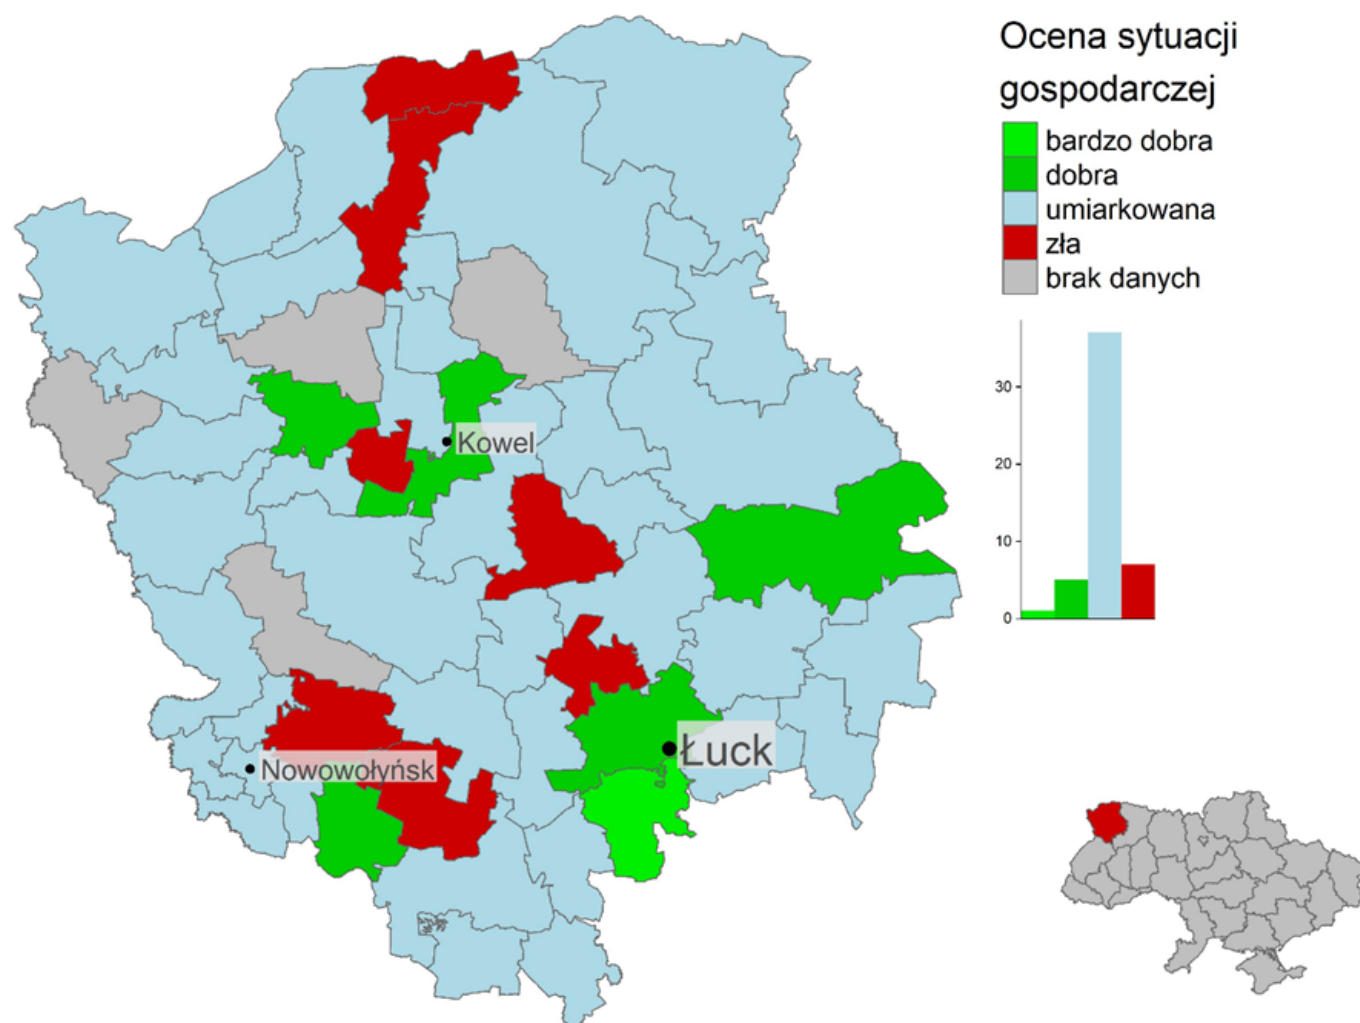 Ocena sytuacji
gospodarczej
bardzo dobra
dobra
umiarkowana
zła
brak danych
30
20
10
0
Kowel
Łuck
Nowowołyńsk